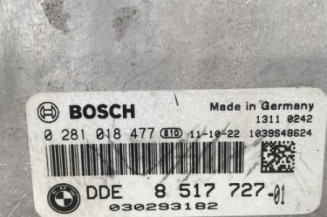 BOSCH
Made in Germany
1311 0242
0 281 018 477 E10 11-10-22 1039S48624
DDE 8 517 727-01
030293182